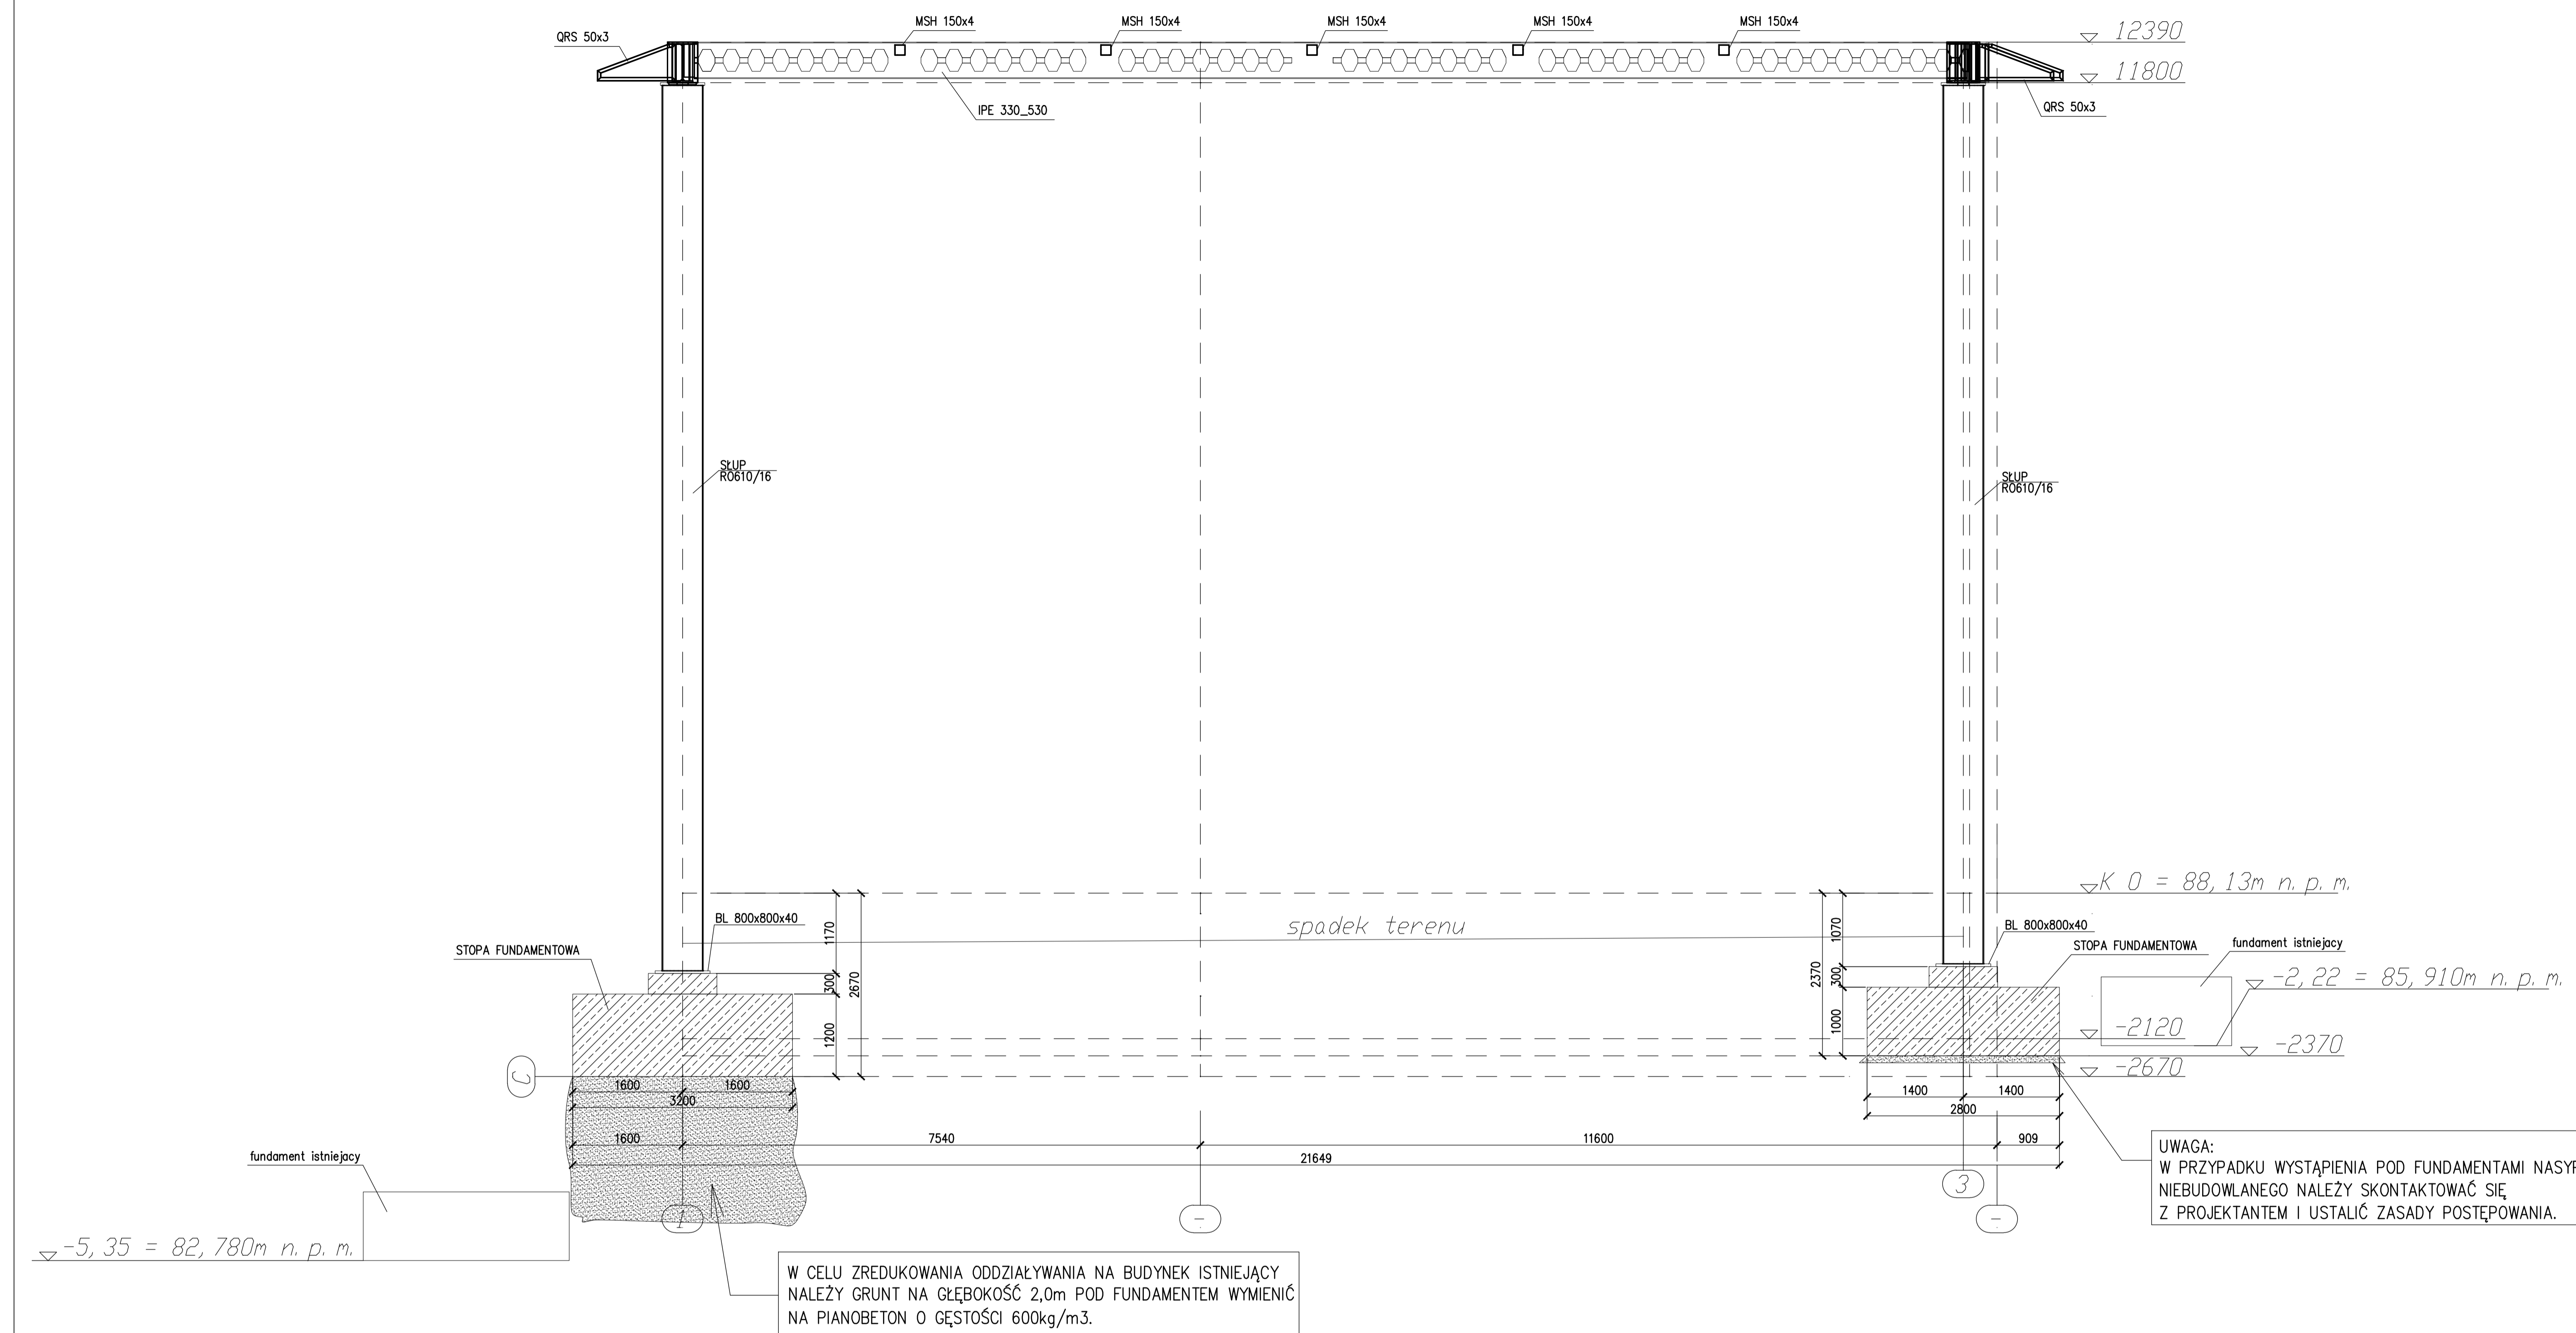 MSH 150x4
MSH 150x4
MSH 150x4
MSH 150x4
MSH 150x4
QRS 50x3
12390
11800
IPE 330_530
QRS 50x3
SŁUP
RO610/16
SŁUP
RO610/16
K 0 = 88,13m n.p.m.
spadek terenu
BL 800x800x40
BL 800x800x40
STOPA FUNDAMENTOWA
STOPA FUNDAMENTOWA
fundament istniejacy
1170
300
2670
1200
1070
300
2370
1000
-2,22 = 85,910m n.p.m.
-2120
-2370
-2670
C
1600
1600
3200
1400
1400
2800
1600
7540
11600
909
21649
fundament istniejacy
1
-
3
-
-5,35 = 82,780m n.p.m.
UWAGA:
W PRZYPADKU WYSTĄPIENIA POD FUNDAMENTAMI
NIEBUDOWLANEGO NALEŻY SKONTAKTOWAĆ SIĘ
Z PROJEKTANTEM I USTALIĆ ZASADY POSTĘPOWANIA.
W CELU ZREDUKOWANIA ODDZIAŁYWANIA NA BUDYNEK ISTNIEJĄCY
NALEŻY GRUNT NA GŁĘBOKOŚĆ 2,0m POD FUNDAMENTEM WYMIENIĆ
NA PIANOBETON O GĘSTOŚCI 600kg/m3.